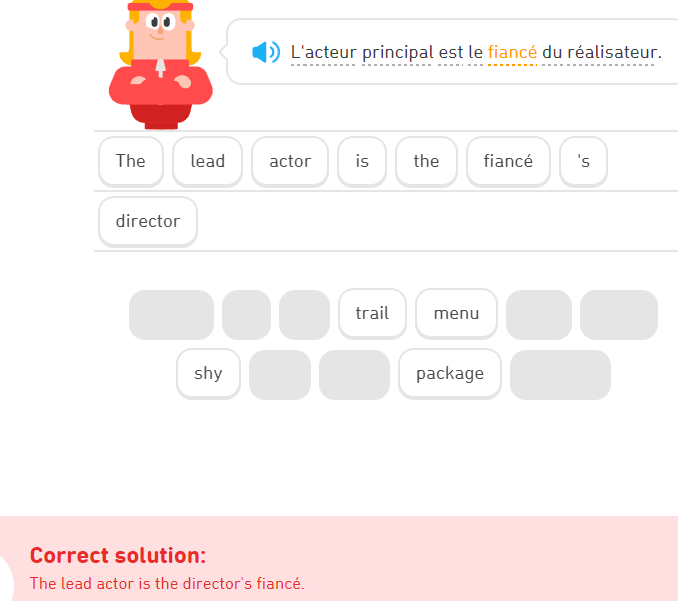 L'acteur principal est le fiancé du réalisateur.
The lead actor is the fiancé 's
director
trail menu
shy package
Correct solution:
The lead actor is the director's fiancé.